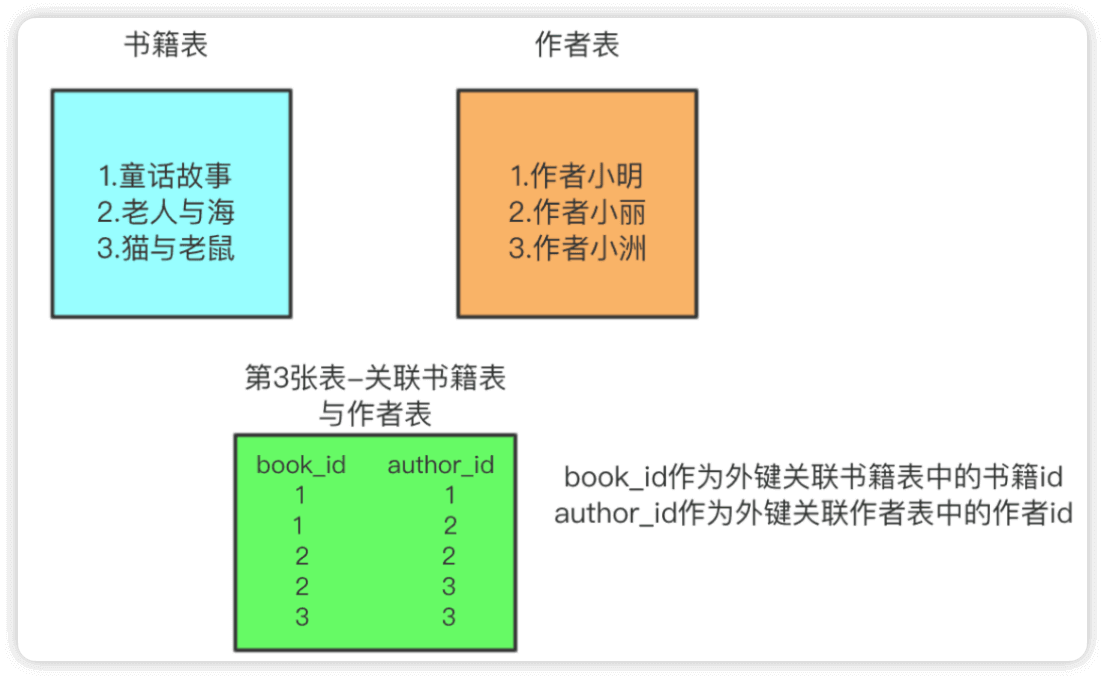 书籍表
作者表
1.童话故事
2.老人与海
3.猫与老鼠
1.作者小明
2.作者小丽
3.作者小洲
第3张表-关联书籍表
与作者表
book_id author_id
1 1
1 2
2 2
2 3
3 3
book_id作为外键关联书籍表中的书籍id
author_id作为外键关联作者表中的作者id